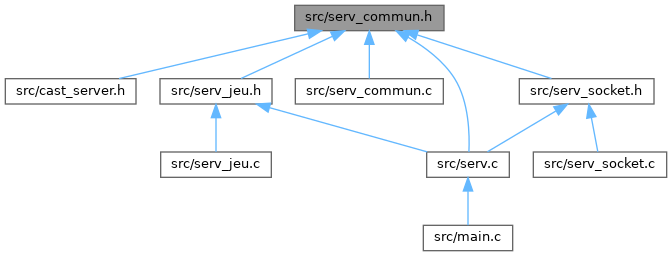 src/serv_commun.h
src/cast_server.h
src/serv_jeu.h
src/serv_commun.c
src/serv_socket.h
src/serv_jeu.c
src/serv.c
src/serv_socket.c
src/main.c